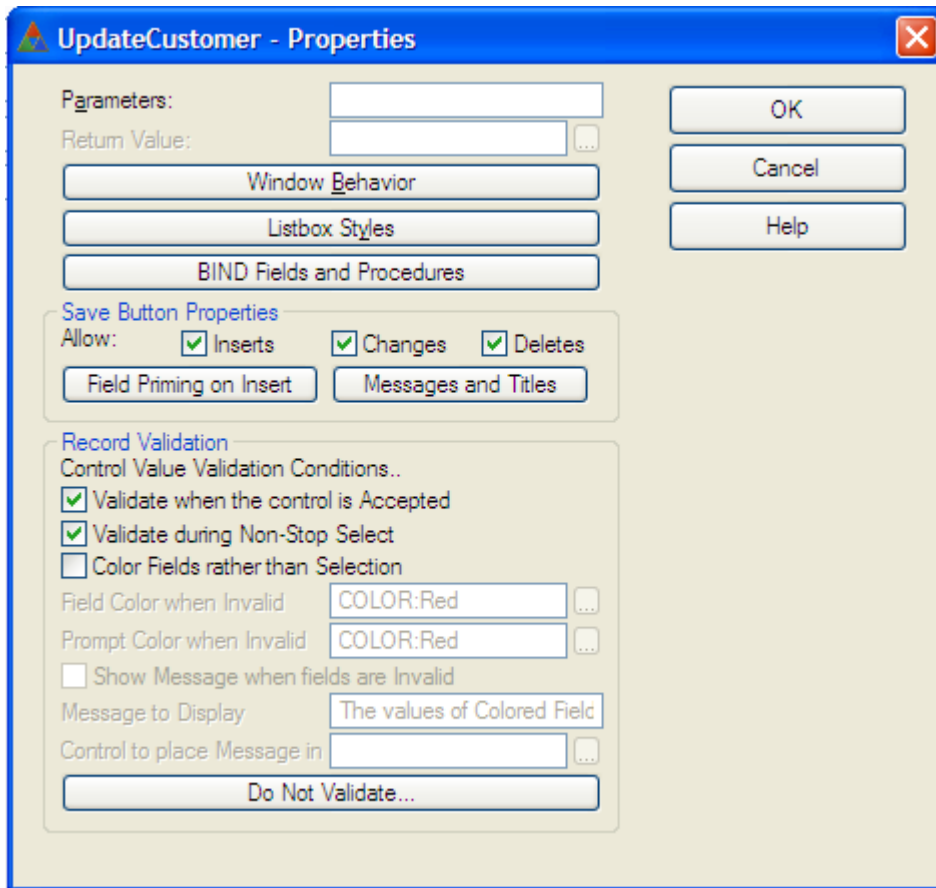 UpdateCustomer - Properties
Parameters:
OK
Return Value:
...
Window Behavior
Cancel
Listbox Styles
Help
BIND Fields and Procedures
Save Button Properties
Allow: Inserts Changes Deletes
Field Priming on Insert Messages and Titles
Record Validation
Control Value Validation Conditions..
Validate when the control is Accepted
Validate during Non-Stop Select
Color Fields rather than Selection
Field Color when Invalid COLOR:Red ...
Prompt Color when Invalid COLOR:Red ...
Show Message when fields are Invalid
Message to Display The values of Colored Field
Control to place Message in ...
Do Not Validate...